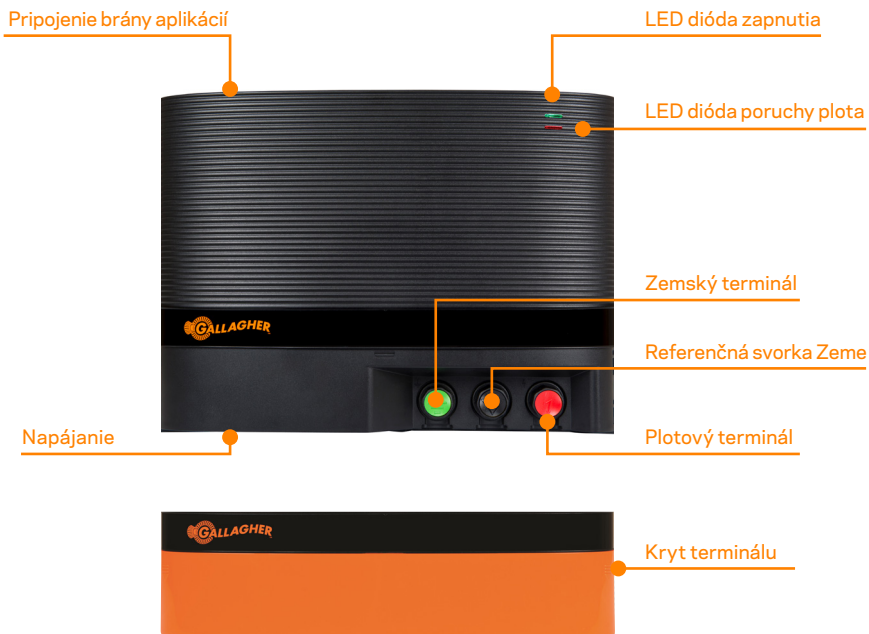 Pripojenie brány aplikácií
LED dióda zapnutia
LED dióda poruchy plota
Zemský terminál
GALLAGHER
Referenčná svorka Zeme
Napájanie
Plotový terminál
GALLAGHER
Kryt terminálu